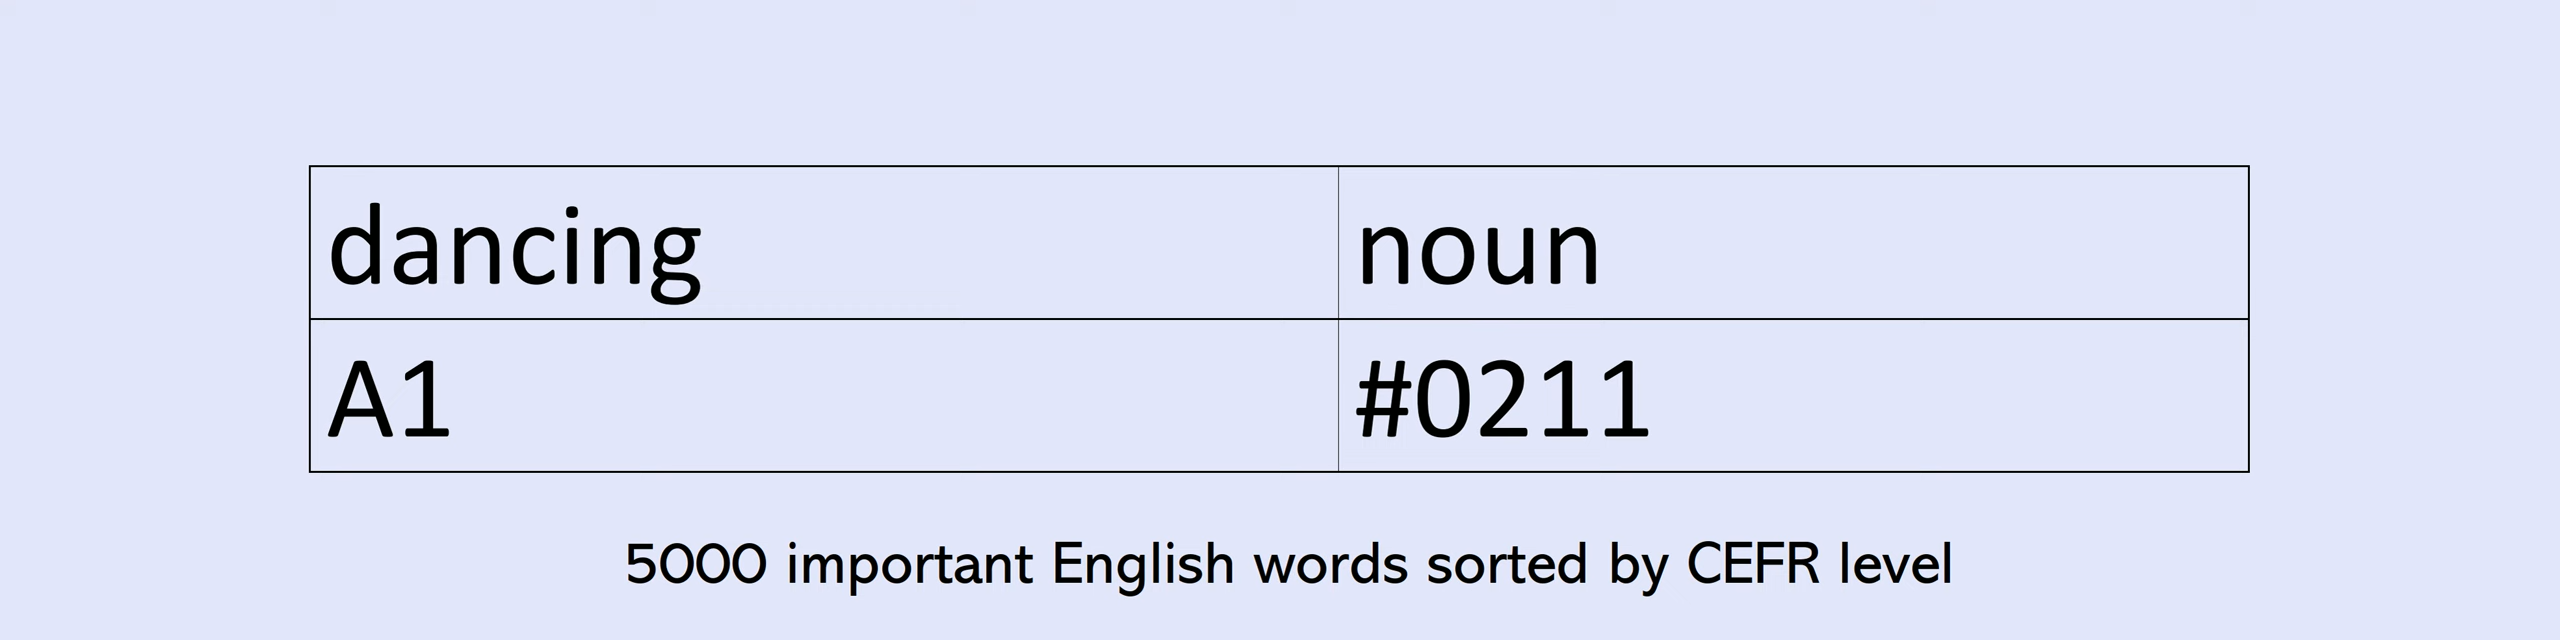 dancing noun
A1 #0211
5000 important English words sorted by CEFR level